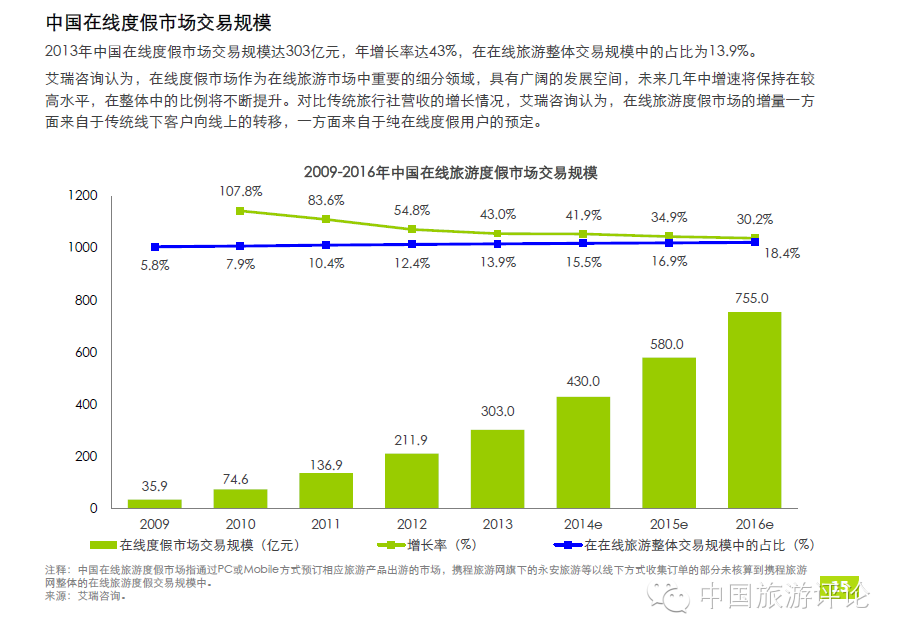 中国在线度假市场交易规模
2013年中国在线度假市场交易规模达303亿元，年增长率达43%，在在线旅游整体交易规模中的占比为13.9%。
艾瑞咨询认为，在线度假市场作为在线旅游市场中重要的细分领域，具有广阔的发展空间，未来几年中增速将保持在较
高水平，在整体中的比例将不断提升。对比传统旅行社营收的增长情况，艾瑞咨询认为，在线旅游度假市场的增量一方
面来自于传统线下客户向线上的转移，一方面来自于纯在线度假用户的预定。
2009-2016年中国在线旅游度假市场交易规模
1200
1000
800
600
400
200
0
107.8%
83.6%
54.8%
43.0%
41.9%
34.9%
30.2%
5.8%
7.9%
10.4%
12.4%
13.9%
15.5%
16.9%
18.4%
35.9
74.6
136.9
211.9
303.0
430.0
580.0
755.0
2009 2010 2011 2012 2013 2014e 2015e 2016e
在线度假市场交易规模（亿元） 增长率（%） 在在线旅游整体交易规模中的占比（%）
注释：中国在线旅游度假市场指通过PC或Mobile方式预订相应旅游产品出游的市场，携程旅游网旗下的永安旅游等以线下方式收集订单的部分未核算到携程旅游
网整体的在线旅游度假交易规模中。
来源：艾瑞咨询。
中国旅游评论